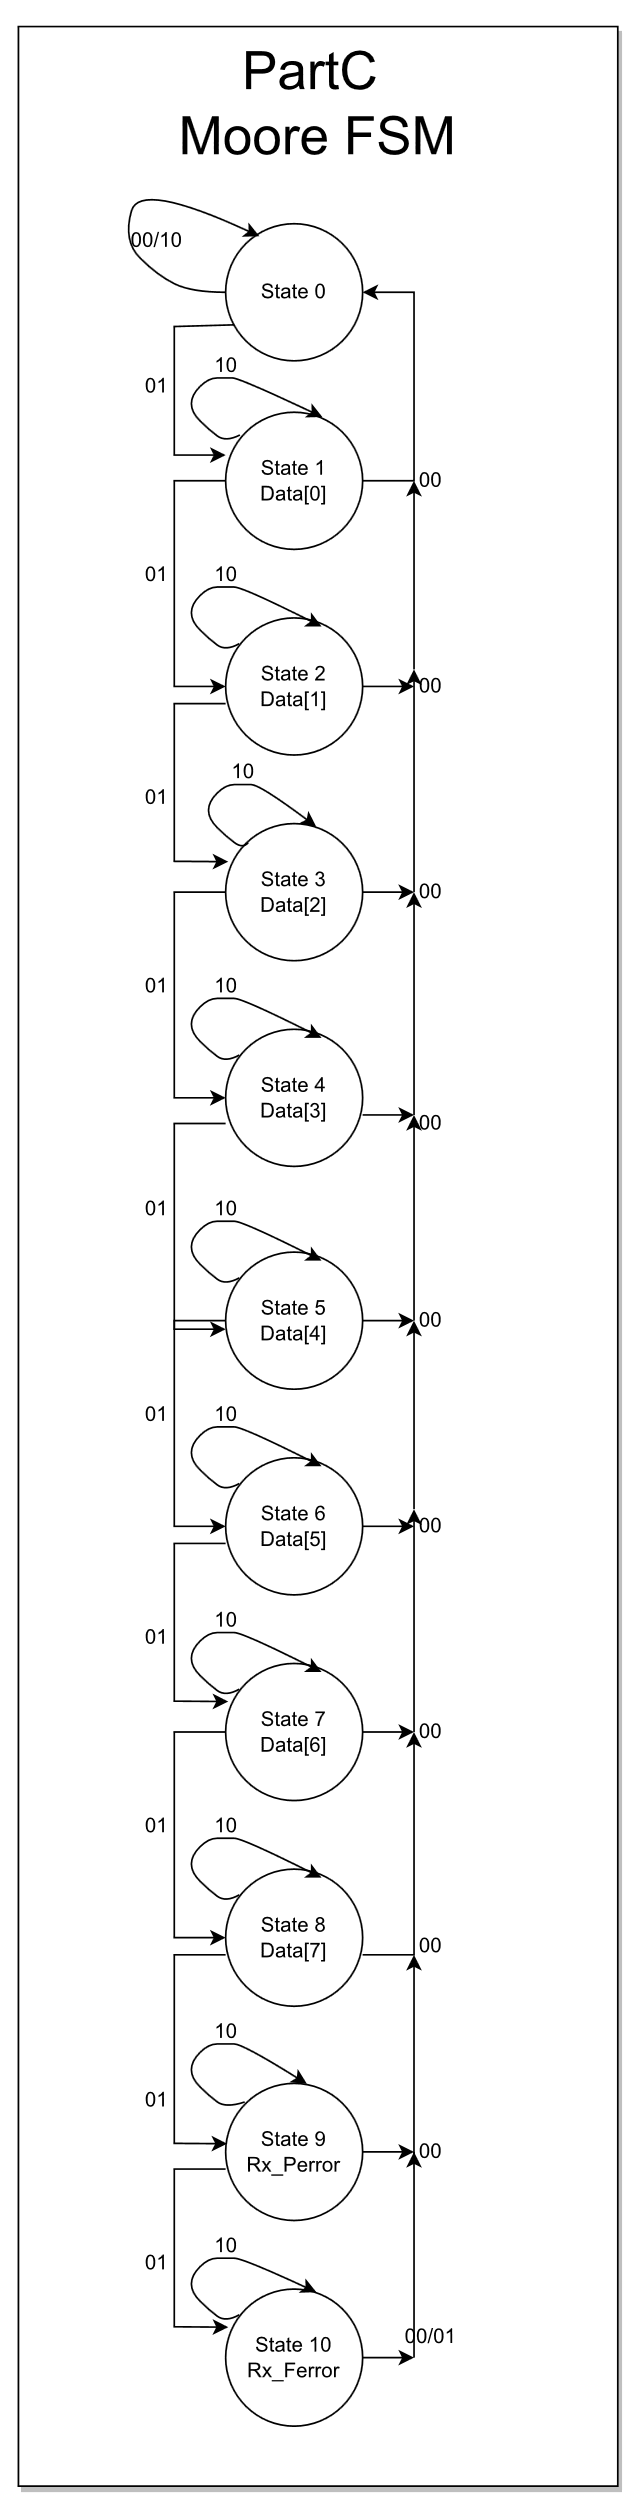 PartC
Moore FSM
00/10
State 0
01
10
State 1
Data[0]
00
01
10
State 2
Data[1]
00
01
10
State 3
Data[2]
00
01
10
State 4
Data[3]
00
01
10
State 5
Data[4]
00
01
10
State 6
Data[5]
00
01
10
State 7
Data[6]
00
01
10
State 8
Data[7]
00
01
10
State 9
Rx_Perror
00
01
10
State 10
Rx_Ferror
00/01